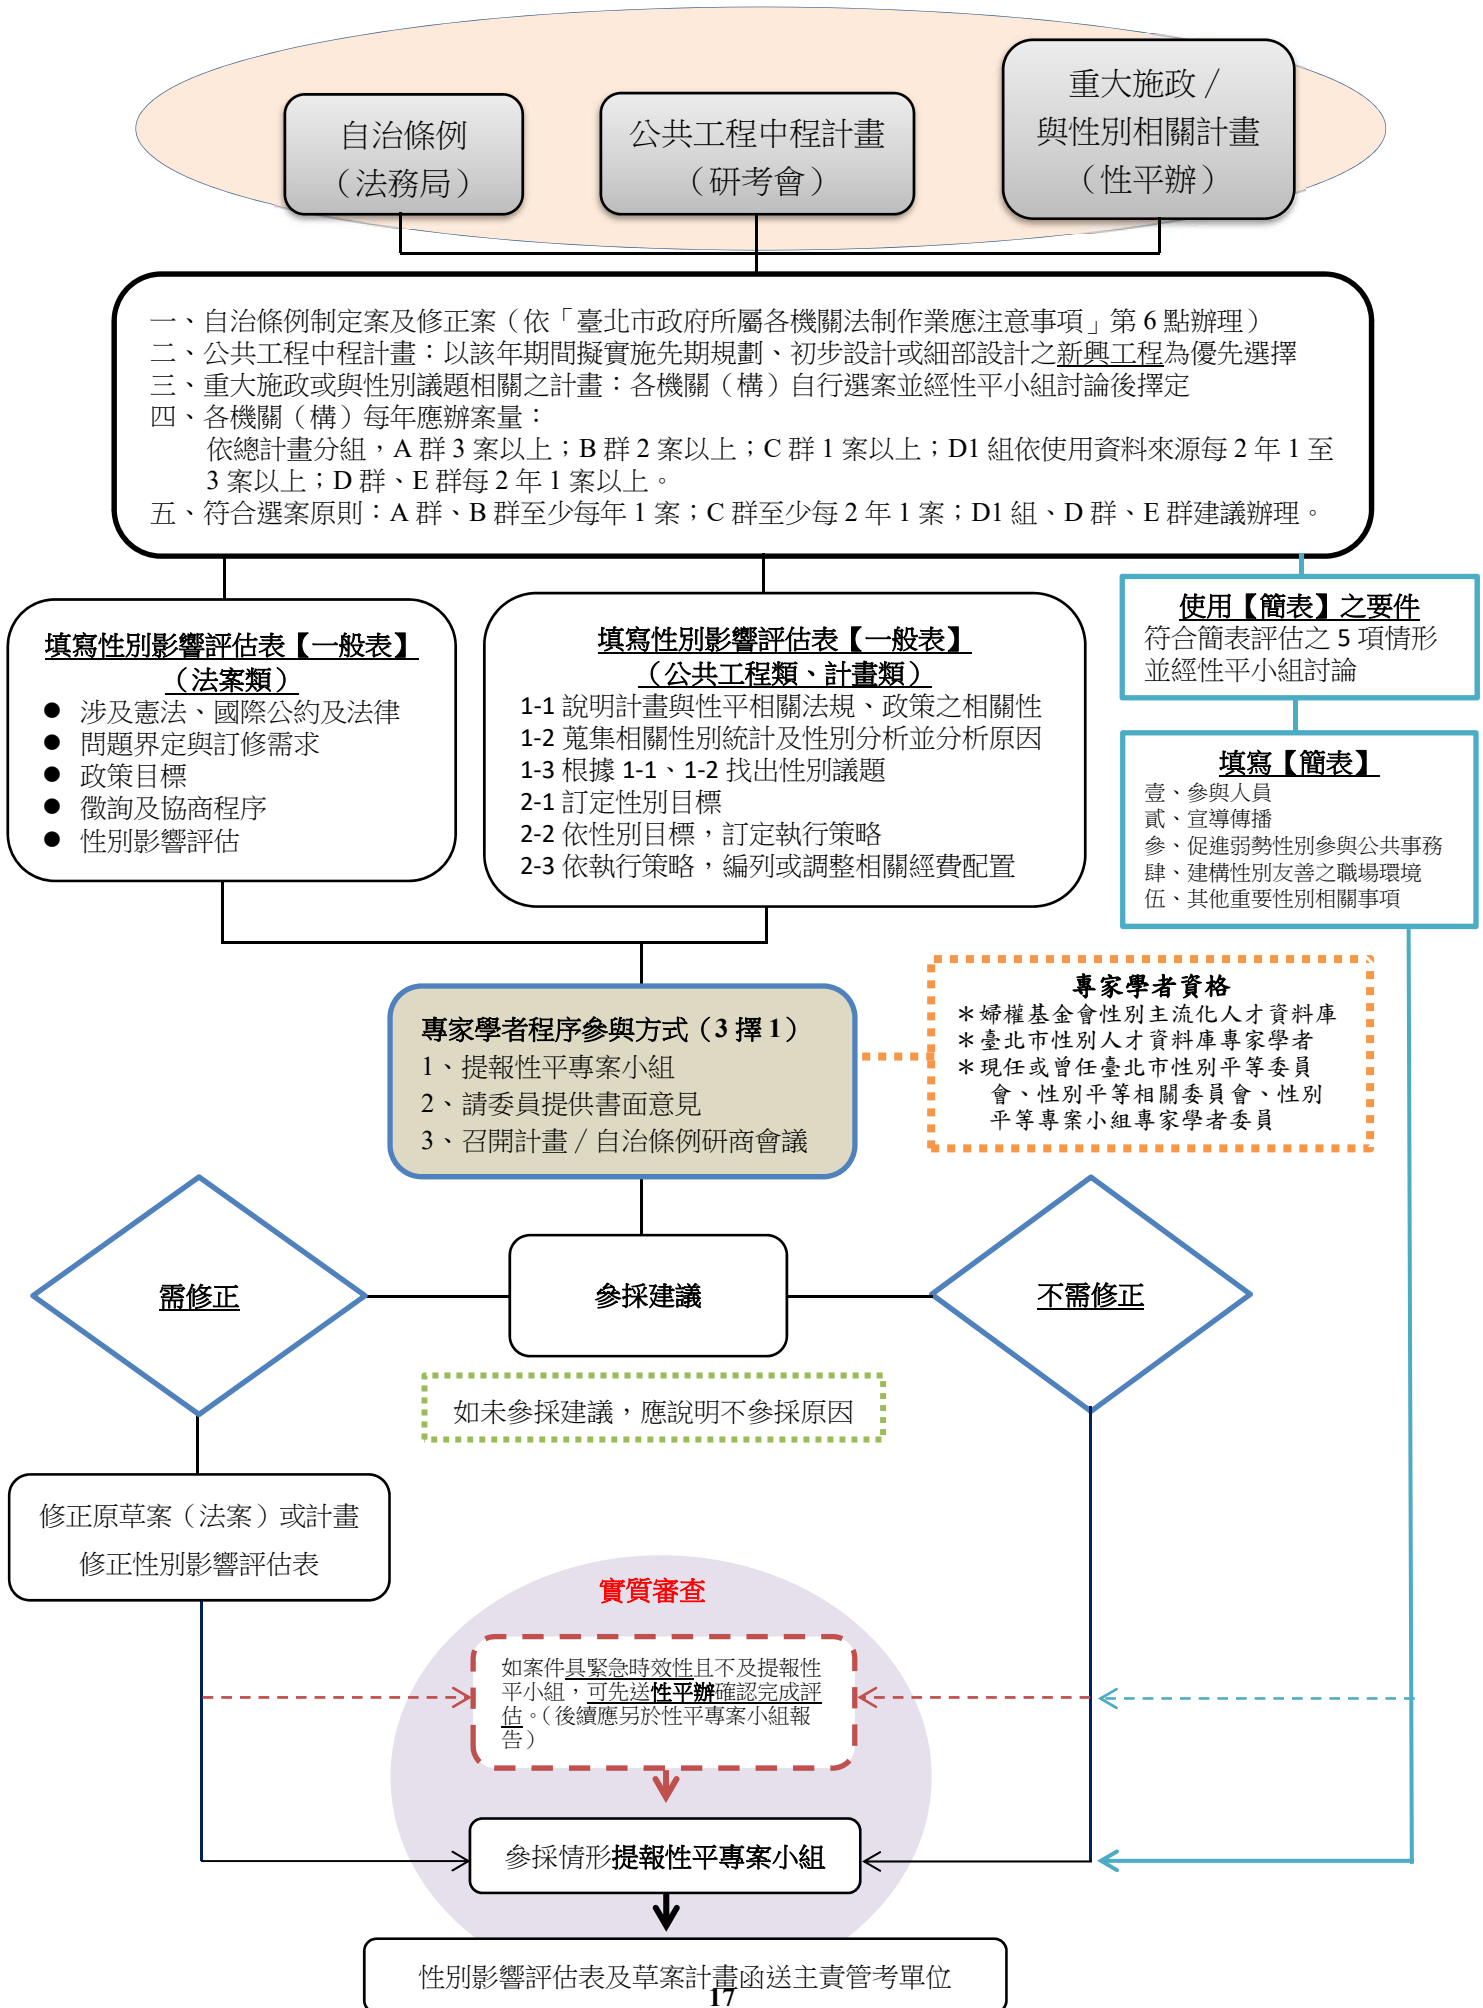 自治條例
（法務局）
公共工程中程計畫
（研考會）
重大施政／
與性別相關計畫
（性平辦）
一、自治條例制定案及修正案（依「臺北市政府所屬各機關法制作業應注意事項」第 6 點辦理）
二、公共工程中程計畫：以該年期間擬實施先期規劃、初步設計或細部設計之新興工程為優先選擇
三、重大施政或與性別議題相關之計畫：各機關（構）自行選案並經性平小組討論後擇定
四、各機關（構）每年應辦案量：
依總計畫分組，A 群 3 案以上；B 群 2 案以上；C 群 1 案以上；D1 組依使用資料來源每 2 年 1 至
3 案以上；D 群、E 群每 2 年 1 案以上。
五、符合選案原則：A 群、B 群至少每年 1 案；C 群至少每 2 年 1 案；D1 組、D 群、E 群建議辦理。
填寫性別影響評估表【一般表】
（法案類）
● 涉及憲法、國際公約及法律
● 問題界定與訂修需求
● 政策目標
● 徵詢及協商程序
● 性別影響評估
填寫性別影響評估表【一般表】
（公共工程類、計畫類）
1-1 說明計畫與性平相關法規、政策之相關性
1-2 蒐集相關性別統計及性別分析並分析原因
1-3 根據 1-1、1-2 找出性別議題
2-1 訂定性別目標
2-2 依性別目標，訂定執行策略
2-3 依執行策略，編列或調整相關經費配置
使用【簡表】之要件
符合簡表評估之 5 項情形
並經性平小組討論
填寫【簡表】
壹、參與人員
貳、宣導傳播
參、促進弱勢性別參與公共事務
肆、建構性別友善之職場環境
伍、其他重要性別相關事項
專家學者程序參與方式（3 擇 1）
1、提報性平專案小組
2、請委員提供書面意見
3、召開計畫／自治條例研商會議
專家學者資格
＊婦權基金會性別主流化人才資料庫
＊臺北市性別人才資料庫專家學者
＊現任或曾任臺北市性別平等委員
會、性別平等相關委員會、性別
平等專案小組專家學者委員
需修正
參採建議
不需修正
如未參採建議，應說明不參採原因
修正原草案（法案）或計畫
修正性別影響評估表
實質審查
如案件具緊急時效性且不及提報性
平小組，可先送性平辦確認完成評
估。（後續應另於性平專案小組報
告）
參採情形提報性平專案小組
性別影響評估表及草案計畫函送主責管考單位
17